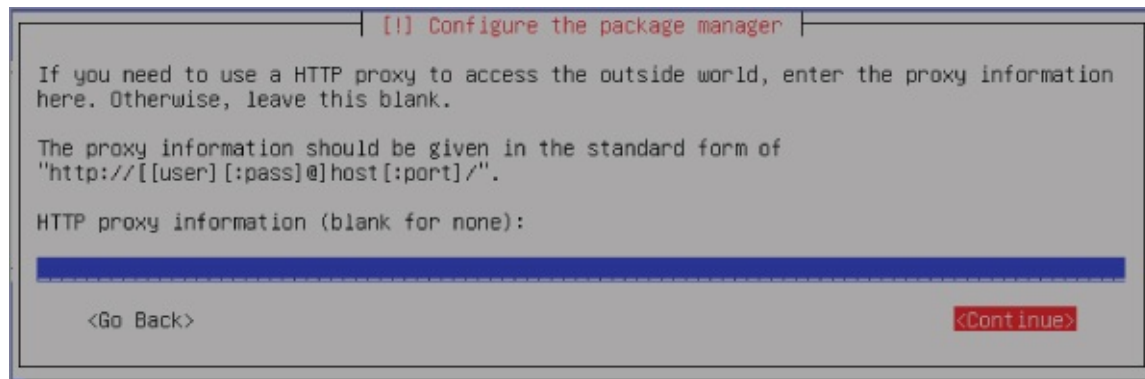 [!] Configure the package manager
If you need to use a HTTP proxy to access the outside world, enter the proxy information
here. Otherwise, leave this blank.
The proxy information should be given in the standard form of
"http://[[user][:pass]@]host[:port]/".
HTTP proxy information (blank for none):
<Go Back>
<Continue>